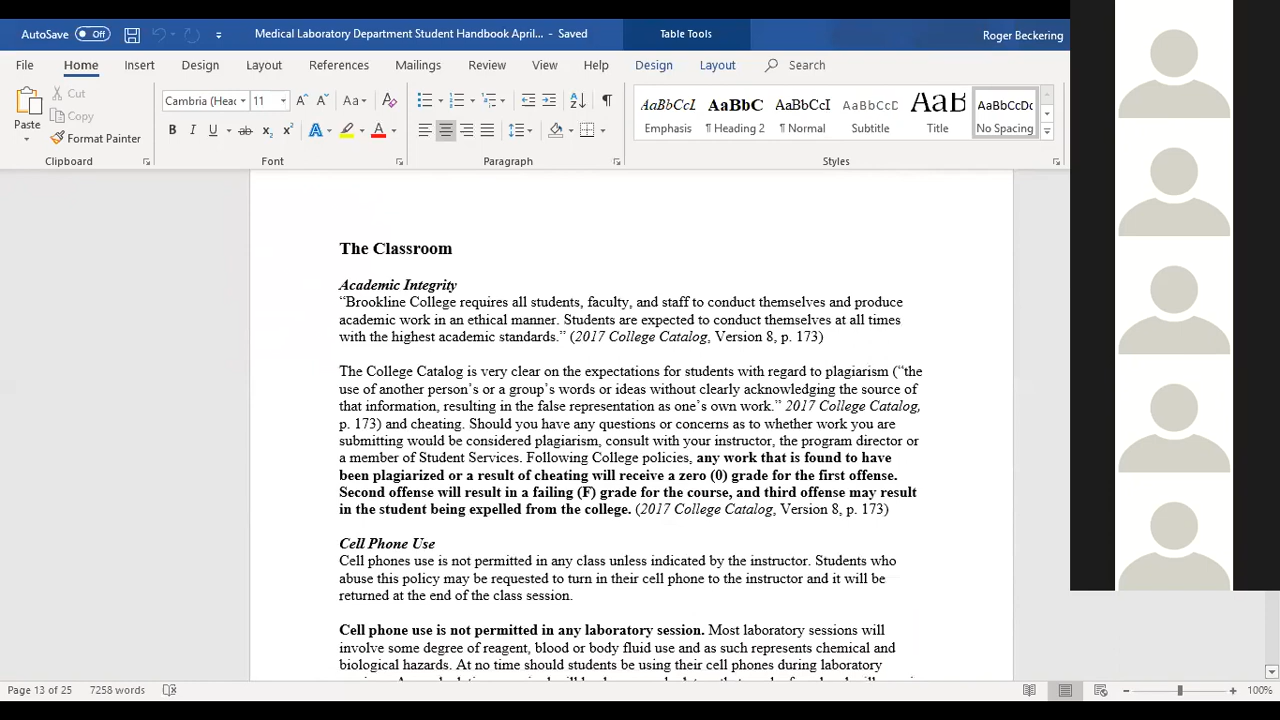 AutoSave Off Medical Laboratory Department Student Handbook April... - Saved Table Tools Roger Beckering
File Home Insert Design Layout References Mailings Review View Help Design Layout Search
Paste
Cut
Copy
Format Painter
Clipboard
Cambria (Head 11
Font
Paragraph
AaBbCcL AaBbC AaBbCcI AaBbCcD AaB AaBbCcDc
Emphasis ¶ Heading 2 ¶ Normal Subtitle Title No Spacing
Styles
The Classroom
Academic Integrity
“Brookline College requires all students, faculty, and staff to conduct themselves and produce
academic work in an ethical manner. Students are expected to conduct themselves at all times
with the highest academic standards.” (2017 College Catalog, Version 8, p. 173)
The College Catalog is very clear on the expectations for students with regard to plagiarism (“the
use of another person’s or a group’s words or ideas without clearly acknowledging the source of
that information, resulting in the false representation as one’s own work.” 2017 College Catalog,
p. 173) and cheating. Should you have any questions or concerns as to whether work you are
submitting would be considered plagiarism, consult with your instructor, the program director or
a member of Student Services. Following College policies, any work that is found to have
been plagiarized or a result of cheating will receive a zero (0) grade for the first offense.
Second offense will result in a failing (F) grade for the course, and third offense may result
in the student being expelled from the college. (2017 College Catalog, Version 8, p. 173)
Cell Phone Use
Cell phones use is not permitted in any class unless indicated by the instructor. Students who
abuse this policy may be requested to turn in their cell phone to the instructor and it will be
returned at the end of the class session.
Cell phone use is not permitted in any laboratory session. Most laboratory sessions will
involve some degree of reagent, blood or body fluid use and as such represents chemical and
biological hazards. At no time should students be using their cell phones during laboratory
Page 13 of 25 7258 words 100%